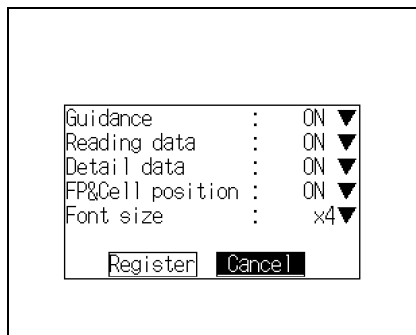 Guidance : ON ▼
Reading data : ON ▼
Detail data : ON ▼
FP&Cell position : ON ▼
Font size : x4▼
Register Cancel